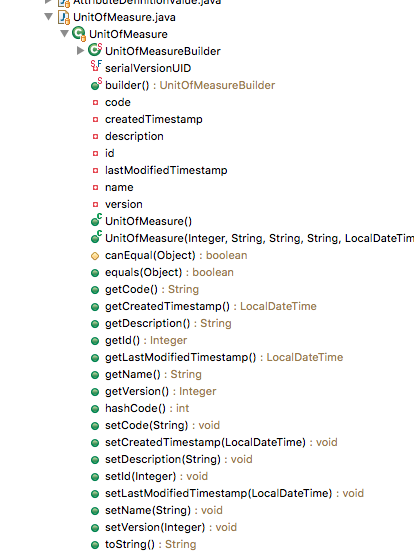 AttributeDefinitionValue.java
UnitOfMeasure.java
UnitOfMeasure
UnitOfMeasureBuilder
serialVersionUID
builder() : UnitOfMeasureBuilder
code
createdTimestamp
description
id
lastModifiedTimestamp
name
version
UnitOfMeasure()
UnitOfMeasure(Integer, String, String, String, LocalDateTim
canEqual(Object) : boolean
equals(Object) : boolean
getCode() : String
getCreatedTimestamp() : LocalDateTime
getDescription() : String
getId() : Integer
getLastModifiedTimestamp() : LocalDateTime
getName() : String
getVersion() : Integer
hashCode() : int
setCode(String) : void
setCreatedTimestamp(LocalDateTime) : void
setDescription(String) : void
setId(Integer) : void
setLastModifiedTimestamp(LocalDateTime) : void
setName(String) : void
setVersion(Integer) : void
toString() : String